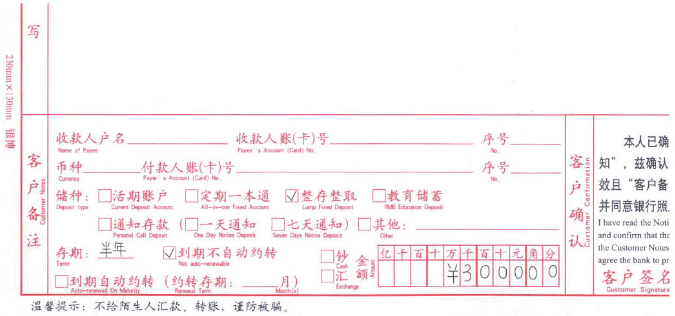 写
230mm×130mm 银博
客户备注
Customer Notes
收款人户名 收款人账(卡)号 序号
Name of Payee Payee's Account (Card) No. No.
币种 付款人账(卡)号 序号
Currency Payer's Account (Card) No. No.
储种: □活期账户 □定期一本通 ☑整存整取 □教育储蓄
Deposit type Current Deposit Account All-in-one Fixed Account Lump Fixed Deposit RMB Education Deposit
□通知存款 (□一天通知 □七天通知) □其他:
Personal Call Deposit One Day Notice Deposit Seven Days Notice Deposit Other
存期: 半年 ☑到期不自动约转
Term Not auto-renewable
□钞 Cash
□汇 Exchange
金额 Amount
亿 千 百 十 万 千 百 十 元 角 分
¥ 3 0 0 0 0 0
□到期自动约转 (约转存期: 月)
Auto-renewed On Maturity Renewal Term Month(s)
客户确认
Customer Confirmation
本人已确
知”,兹确认
效且“客户备
并同意银行照
I have read the Noti
and confirm that the
the Customer Notes
agree the bank to pr
客户签名
Customer Signature
温馨提示: 不给陌生人汇款、转账, 谨防被骗。